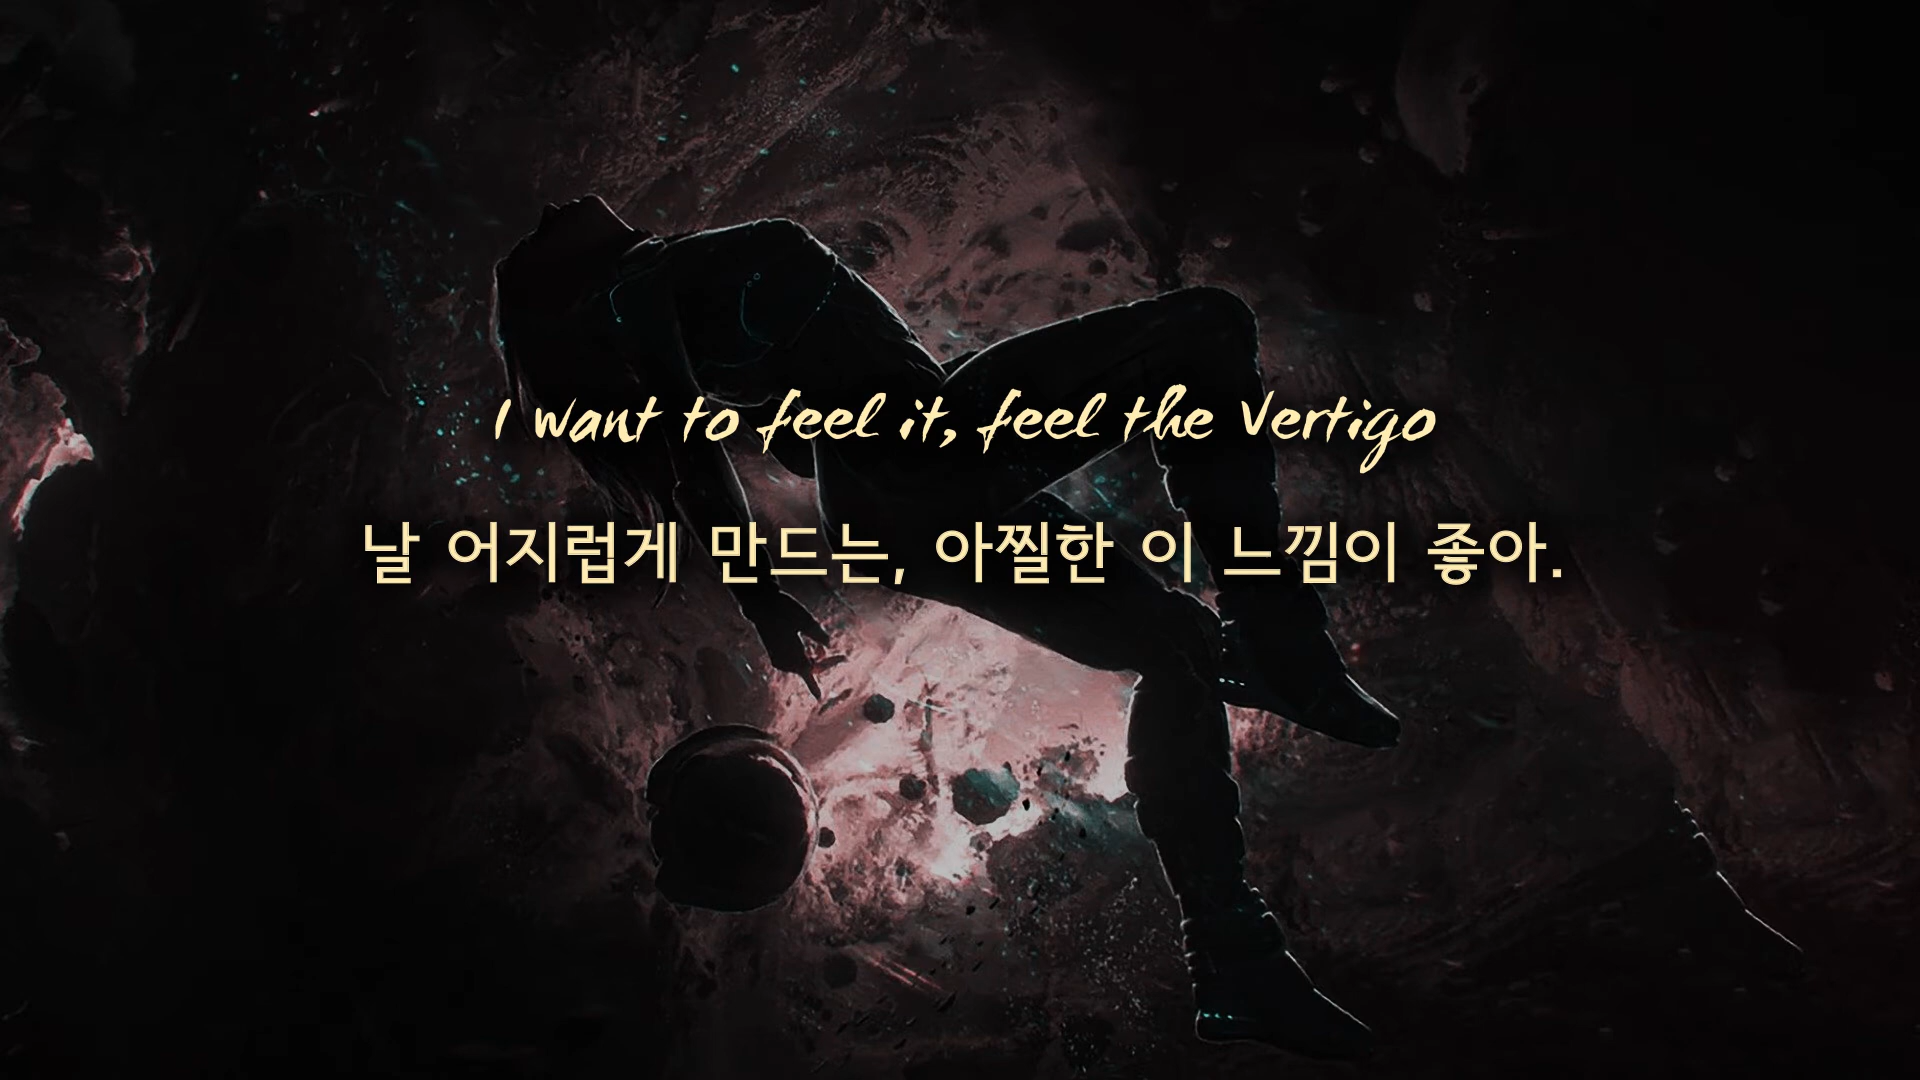 I want to feel it, feel the Vertigo
날 어지럽게 만드는, 아찔한 이 느낌이 좋아.